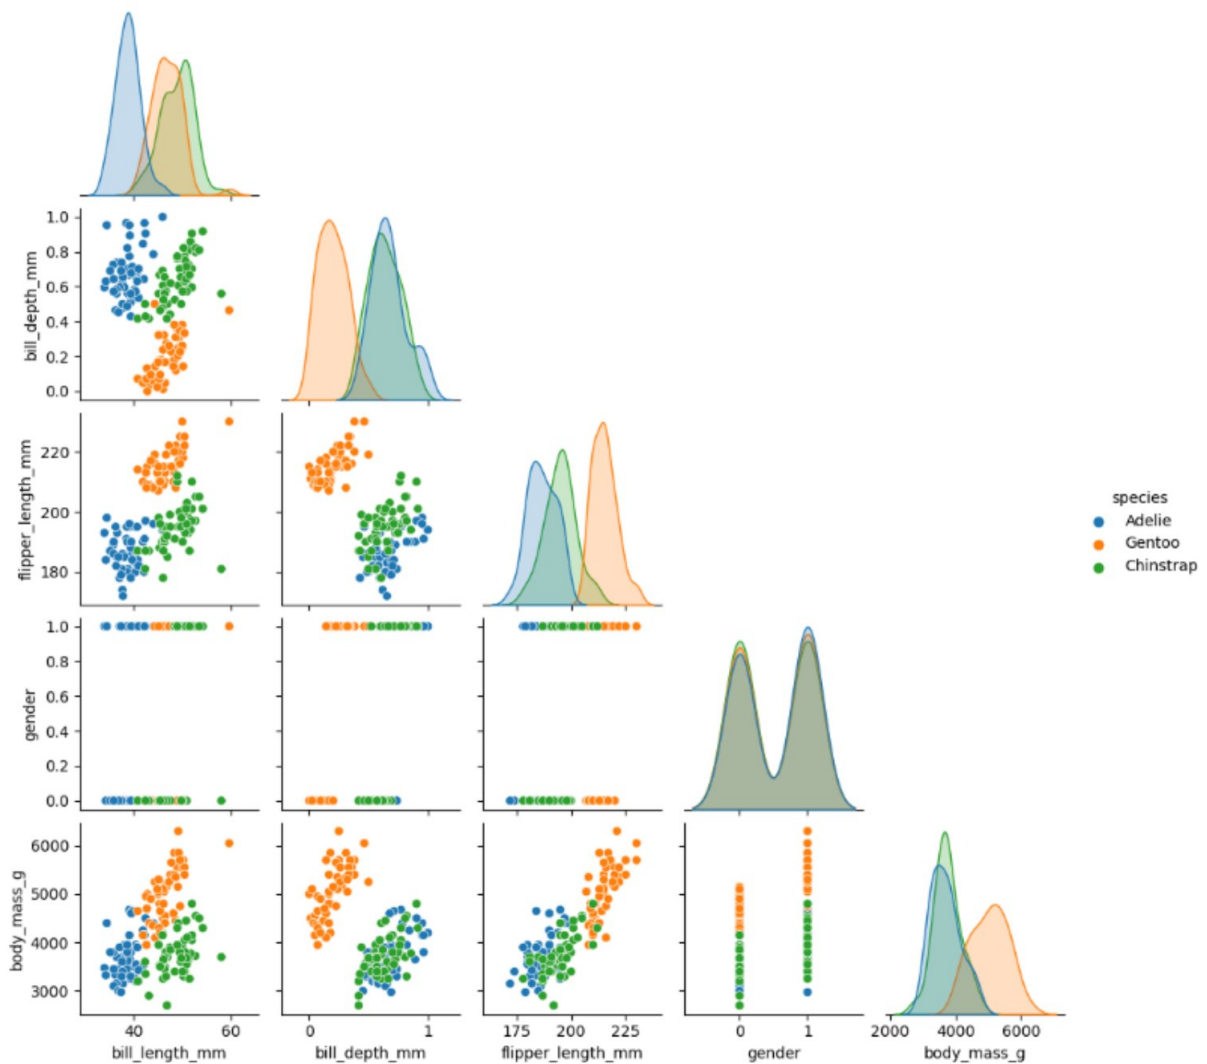 1.0
0.8
0.6
0.4
0.2
0.0
bill_depth_mm
220
200
180
flipper_length_mm
species
Adelie
Gentoo
Chinstrap
1.0
0.8
0.6
0.4
0.2
0.0
gender
6000
5000
4000
3000
body_mass_g
40 60
bill_length_mm
0 1
bill_depth_mm
175 200 225
flipper_length_mm
0 1
gender
2000 4000 6000
body_mass_g